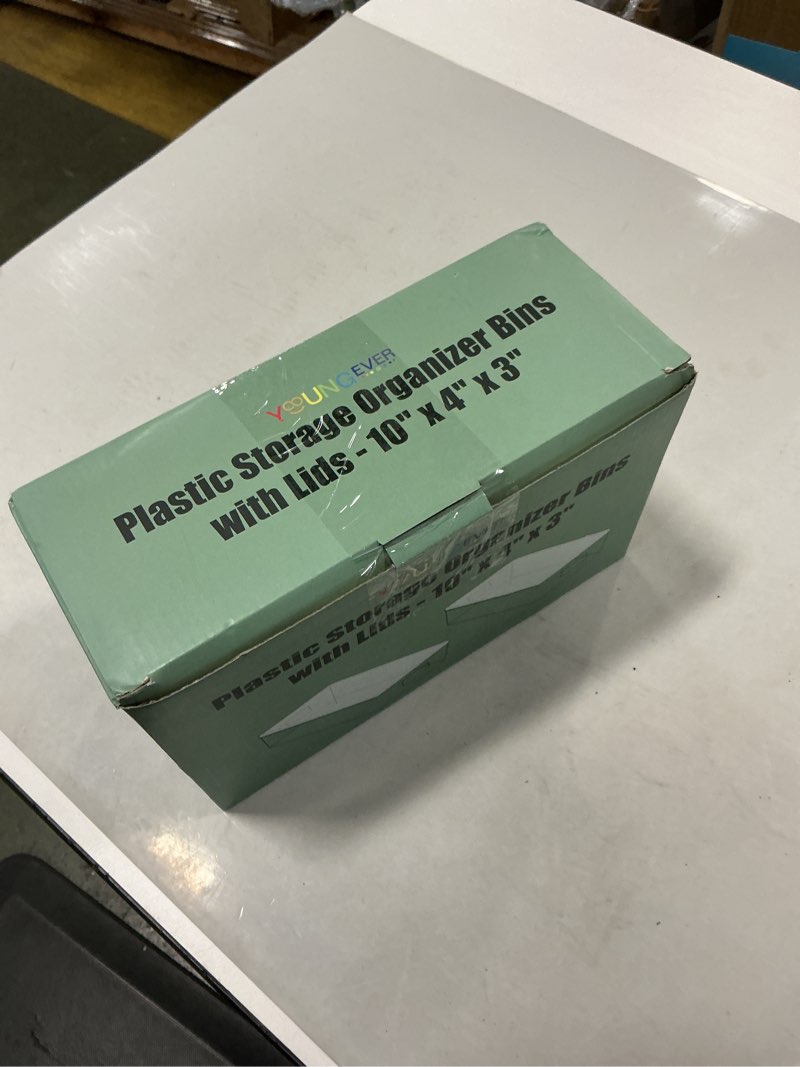 YOUNGEVER
Plastic Storage Organizer Bins
with Lids - 10" x 4" x 3"
Plastic Storage Organizer Bins
with Lids - 10" x 4" x 3"